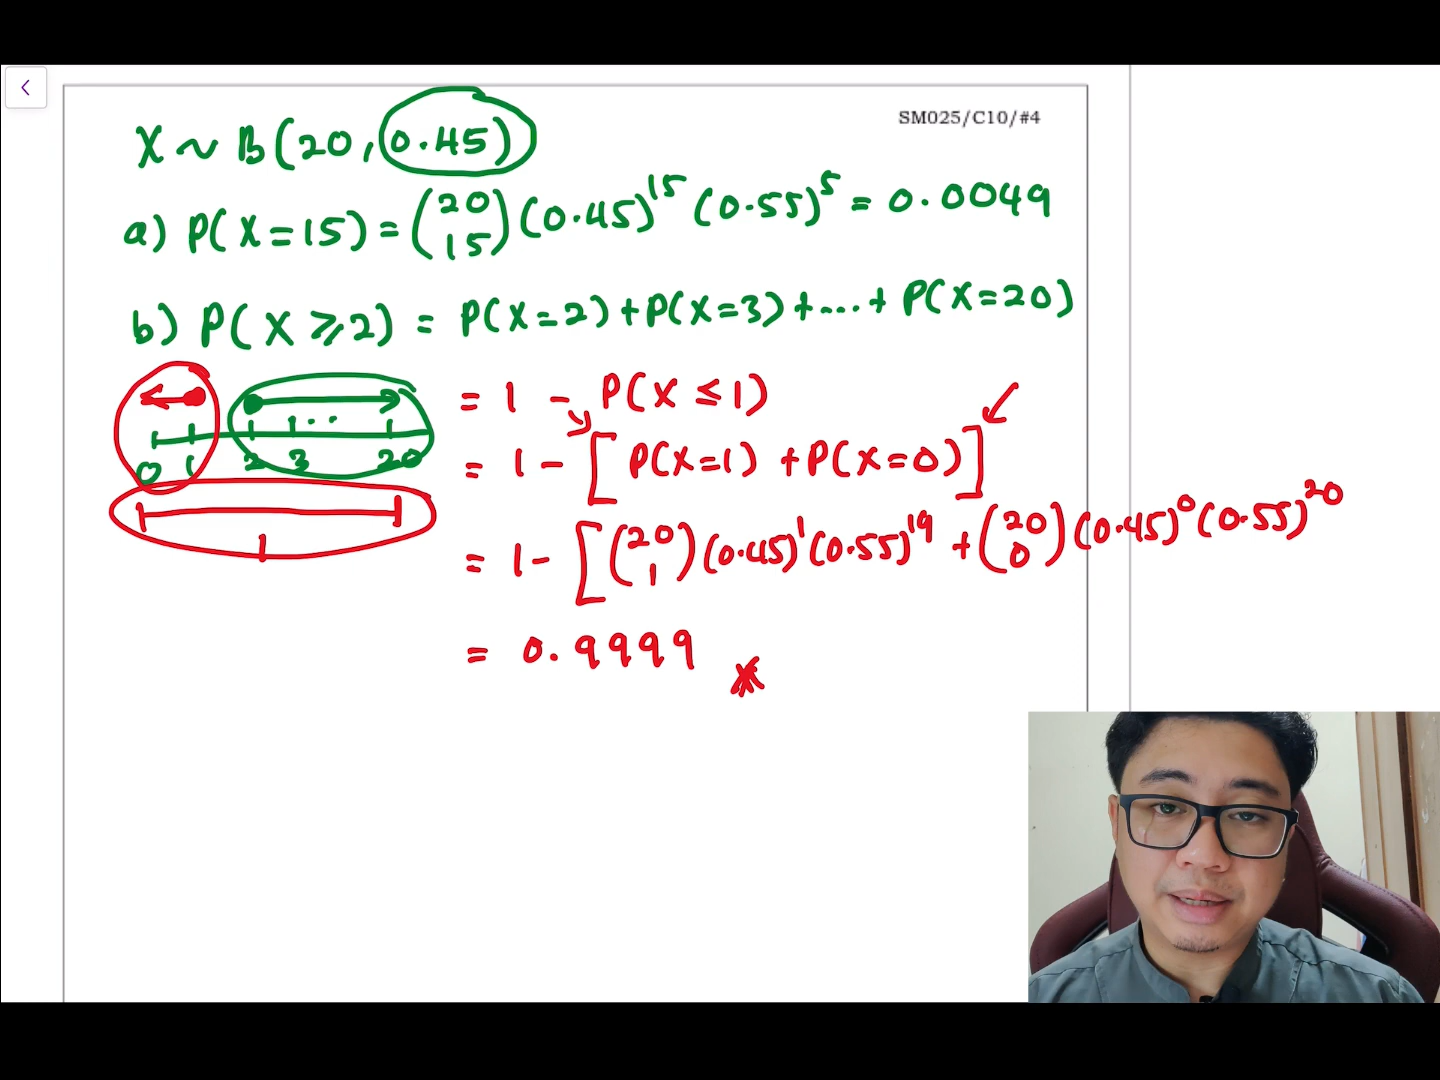 SM025/C10/#4
X ~ B(20, 0.45)
a) P(X=15) = (20 15)(0.45)^15 (0.55)^5 = 0.0049
b) P(X ⩾ 2) = P(X=2) + P(X=3) + ... + P(X=20)
= 1 - P(X ≤ 1)
= 1 - [P(X=1) + P(X=0)]
0 1 2 3 ... 20
1
= 1 - [(20 1)(0.45)^1 (0.55)^19 + (20 0)(0.45)^0 (0.55)^20
= 0.9999